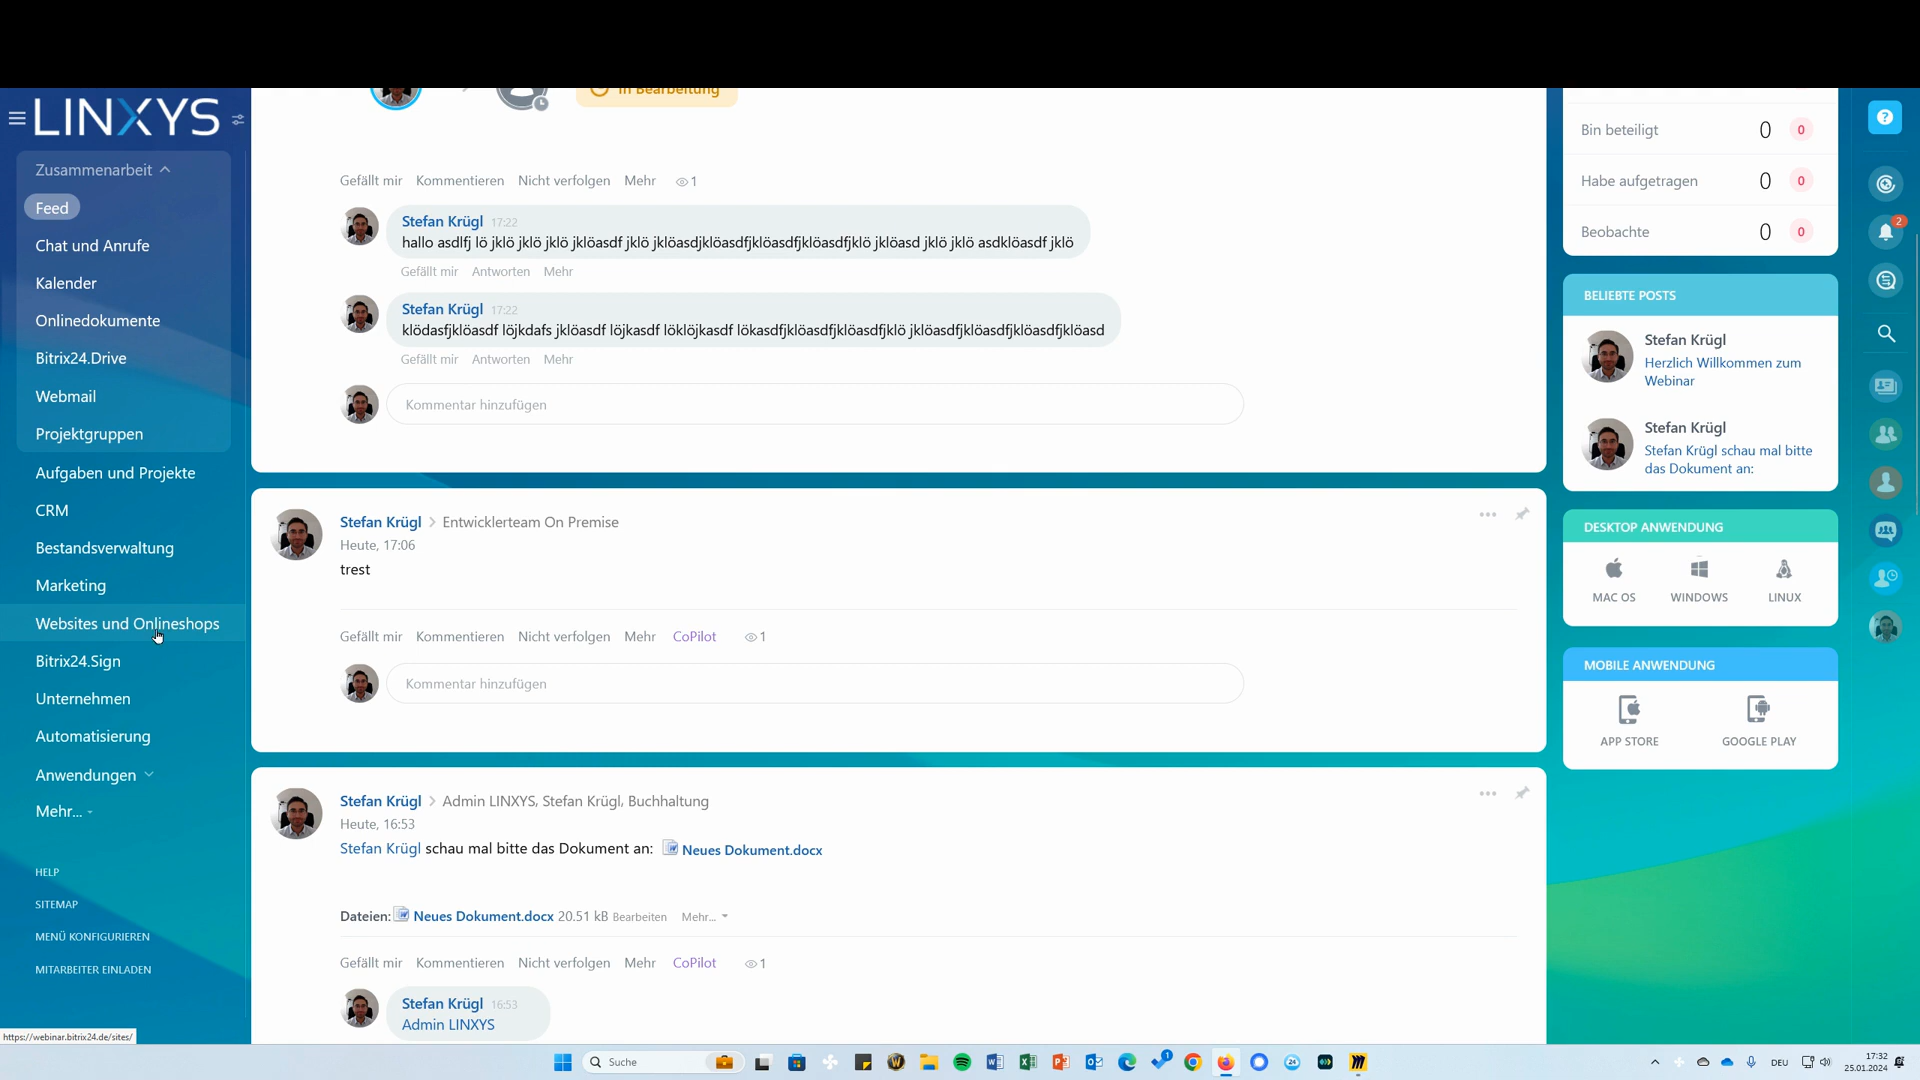 LINXYS
Zusammenarbeit
Feed
Chat und Anrufe
Kalender
Onlinedokumente
Bitrix24.Drive
Webmail
Projektgruppen
Aufgaben und Projekte
CRM
Bestandsverwaltung
Marketing
Websites und Onlineshops
Bitrix24.Sign
Unternehmen
Automatisierung
Anwendungen
Mehr...
HELP
SITEMAP
MENÜ KONFIGURIEREN
MITARBEITER EINLADEN
https://webinar.bitrix24.de/sites/
In Bearbeitung
Gefällt mir Kommentieren Nicht verfolgen Mehr 1
Stefan Krügl 17:22
hallo asdlfj lö jklö jklö jklö jklöasdf jklö jklöasdjklöasdfjklöasdfjklöasdfjklö jklöasd jklö jklö asdklöasdf jklö
Gefällt mir Antworten Mehr
Stefan Krügl 17:22
klödasfjklöasdf löjkdafs jklöasdf löjkasdf löklöjkasdf lökasdfjklöasdfjklöasdfjklö jklöasdfjklöasdfjklöasdfjklöasd
Gefällt mir Antworten Mehr
Kommentar hinzufügen
Stefan Krügl > Entwicklerteam On Premise
Heute, 17:06
trest
Gefällt mir Kommentieren Nicht verfolgen Mehr CoPilot 1
Kommentar hinzufügen
Stefan Krügl > Admin LINXYS, Stefan Krügl, Buchhaltung
Heute, 16:53
Stefan Krügl schau mal bitte das Dokument an: Neues Dokument.docx
Dateien: Neues Dokument.docx 20.51 kB Bearbeiten Mehr...
Gefällt mir Kommentieren Nicht verfolgen Mehr CoPilot 1
Stefan Krügl 16:53
Admin LINXYS
Bin beteiligt 0 0
Habe aufgetragen 0 0
Beobachte 0 0
BELIEBTE POSTS
Stefan Krügl
Herzlich Willkommen zum
Webinar
Stefan Krügl
Stefan Krügl schau mal bitte
das Dokument an:
DESKTOP ANWENDUNG
MAC OS WINDOWS LINUX
MOBILE ANWENDUNG
APP STORE GOOGLE PLAY
2
Suche
1
24
DEU
17:32
25.01.2024